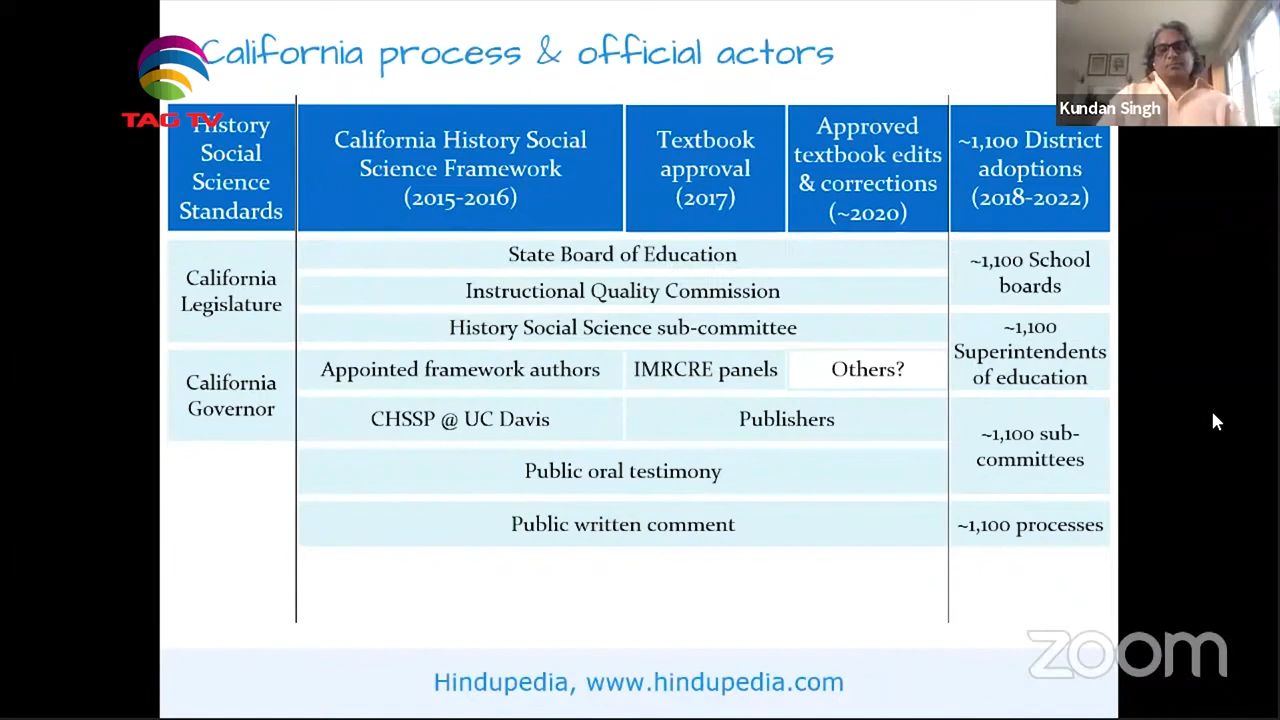 California process & official actors
TAG TV
Kundan Singh
History
Social
Science
Standards
California History Social
Science Framework
(2015-2016)
Textbook
approval
(2017)
Approved
textbook edits
& corrections
(~2020)
~1,100 District
adoptions
(2018-2022)
California
Legislature
State Board of Education
Instructional Quality Commission
History Social Science sub-committee
~1,100 School
boards
~1,100
Superintendents
of education
California
Governor
Appointed framework authors
IMRCRE panels
Others?
CHSSP @ UC Davis
Publishers
~1,100 sub-
committees
Public oral testimony
Public written comment
~1,100 processes
zoom
Hindupedia, www.hindupedia.com